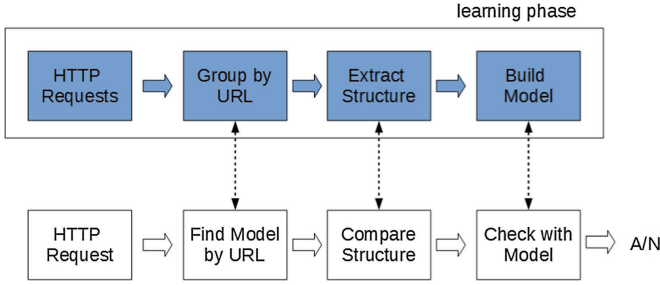 learning phase
HTTP
Requests
Group by
URL
Extract
Structure
Build
Model
HTTP
Request
Find Model
by URL
Compare
Structure
Check with
Model
A/N